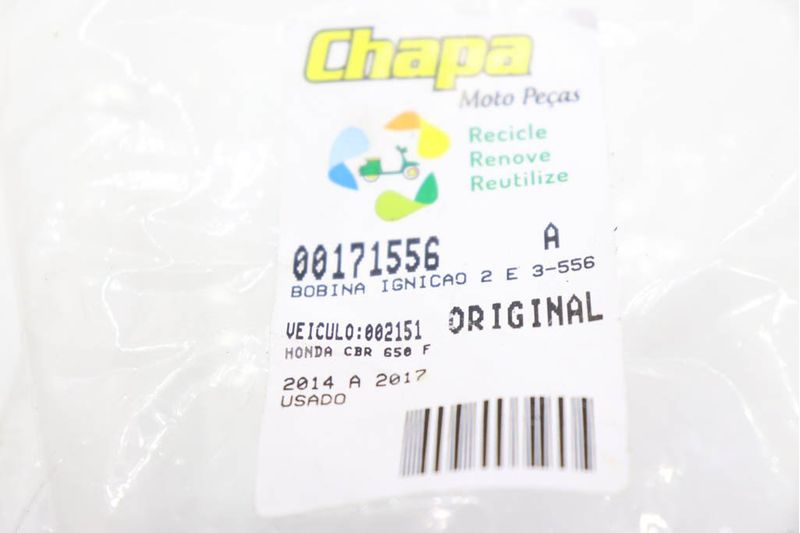 Chapa
Moto Peças
Recicle
Renove
Reutilize
00171556 A
BOBINA IGNICAO 2 E 3-556
VEICULO:002151 ORIGINAL
HONDA CBR 650 F
2014 A 2017
USADO